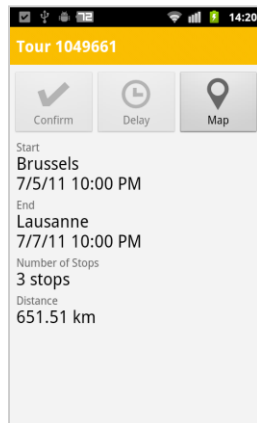 14:20
Tour 1049661
Confirm Delay Map
Start
Brussels
7/5/11 10:00 PM
End
Lausanne
7/7/11 10:00 PM
Number of Stops
3 stops
Distance
651.51 km